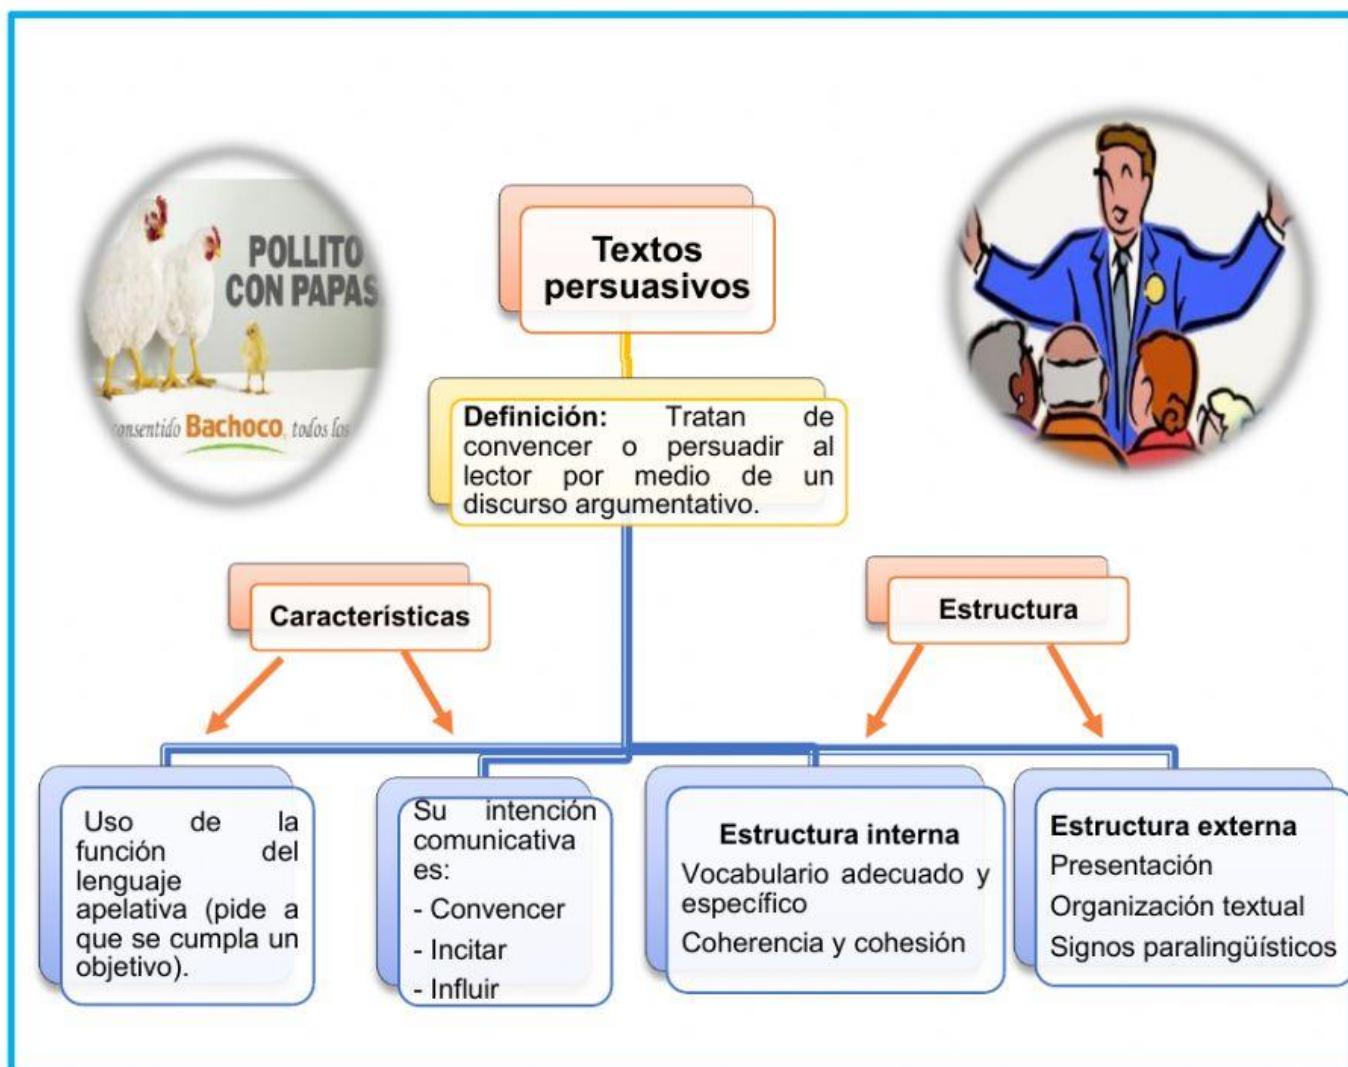 POLLITO
CON PAPAS
consentido Bachoco, todos los
Textos
persuasivos
Definición: Tratan de
convencer o persuadir al
lector por medio de un
discurso argumentativo.
Características
Estructura
Uso de la
función del
lenguaje
apelativa (pide a
que se cumpla un
objetivo).
Su intención
comunicativa
es:
- Convencer
- Incitar
- Influir
Estructura interna
Vocabulario adecuado y
específico
Coherencia y cohesión
Estructura externa
Presentación
Organización textual
Signos paralingüísticos